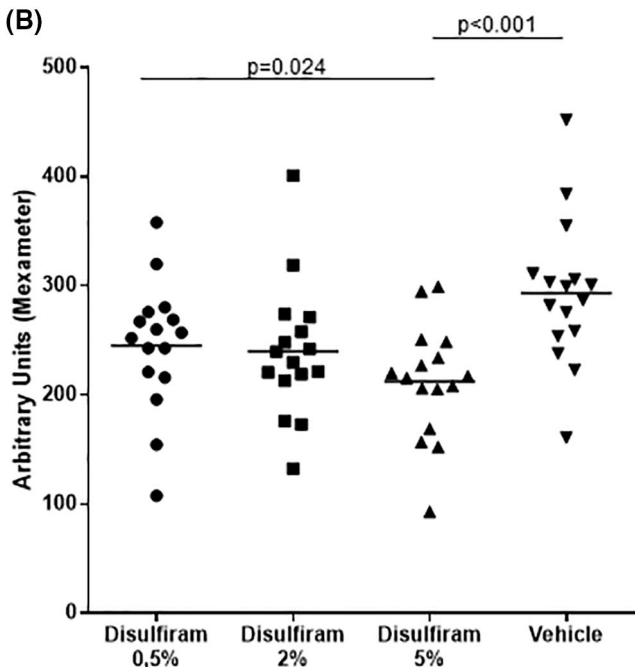 (B)
p<0.001
p=0.024
500
400
300
200
100
0
Arbitrary Units (Mexameter)
Disulfiram Disulfiram Disulfiram Vehicle
0,5% 2% 5%